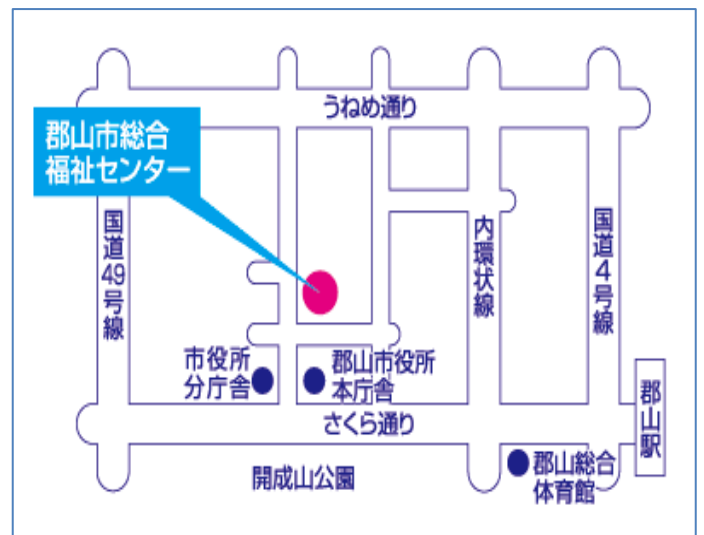 うねめ通り
郡山市総合
福祉センター
国道49号線
内環状線
国道4号線
市役所
分庁舎
郡山市役所
本庁舎
郡山駅
さくら通り
開成山公園
郡山総合
体育館